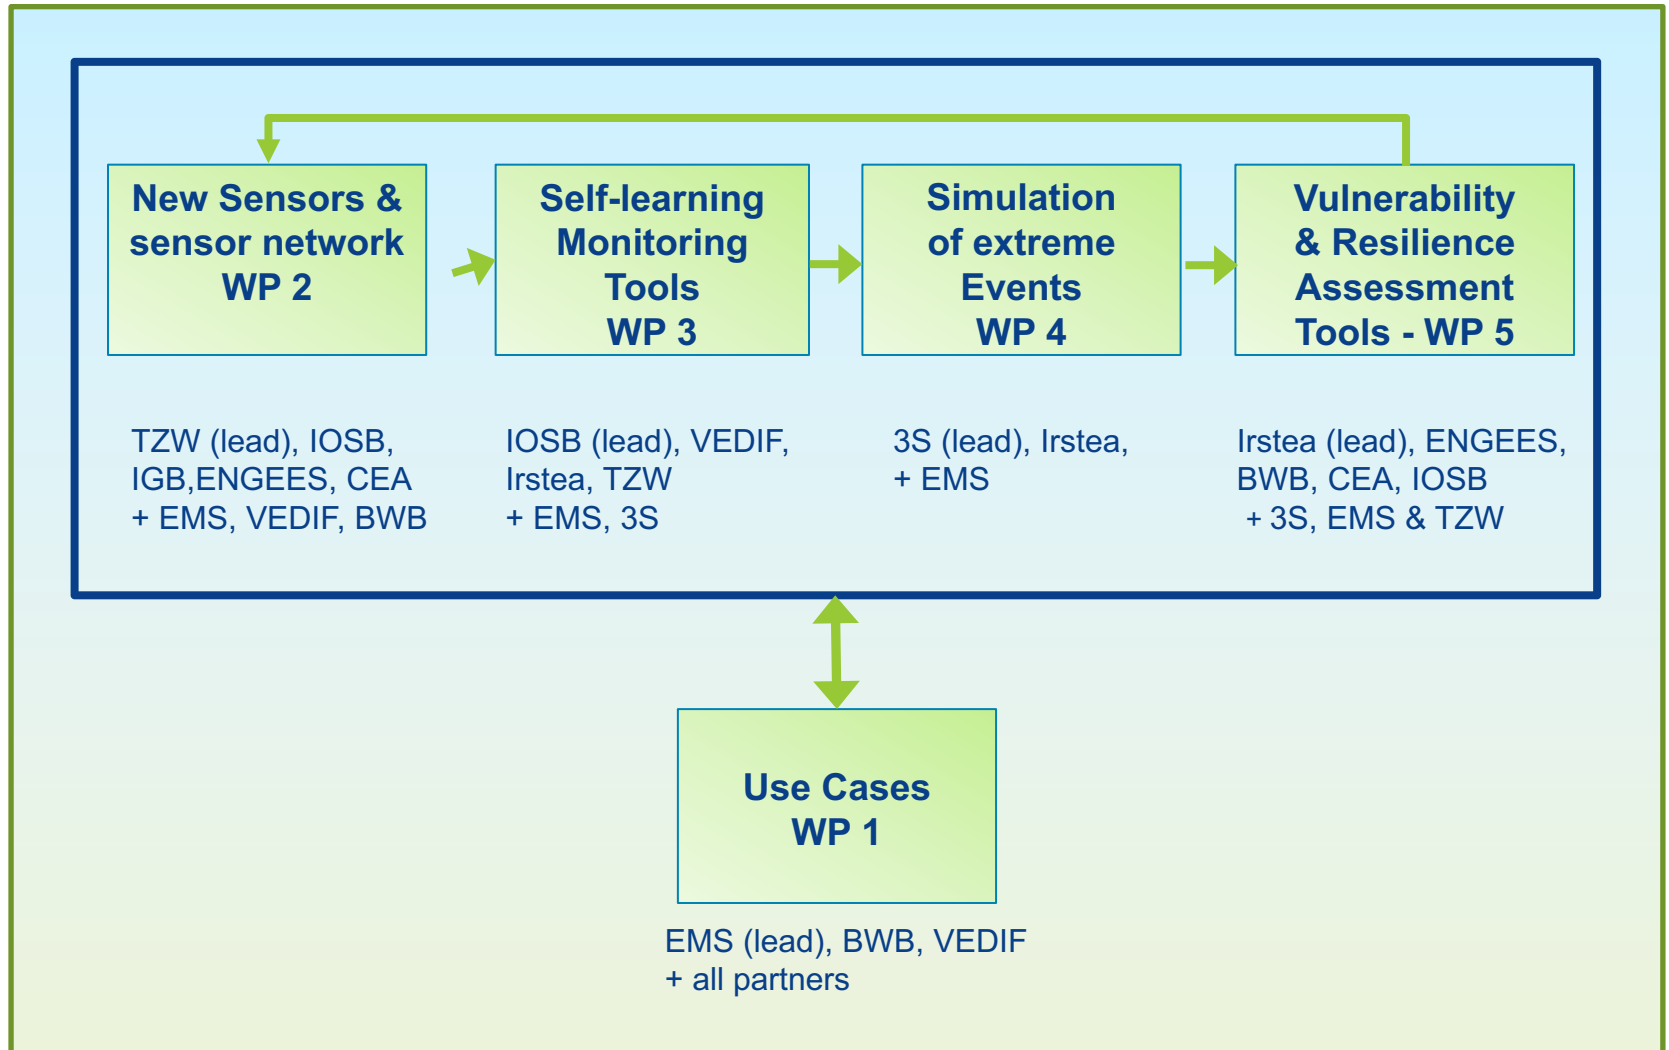 New Sensors &
sensor network
WP 2
Self-learning
Monitoring
Tools
WP 3
Simulation
of extreme
Events
WP 4
Vulnerability
& Resilience
Assessment
Tools - WP 5
TZW (lead), IOSB,
IGB,ENGEES, CEA
+ EMS, VEDIF, BWB
IOSB (lead), VEDIF,
Irstea, TZW
+ EMS, 3S
3S (lead), Irstea,
+ EMS
Irstea (lead), ENGEES,
BWB, CEA, IOSB
+ 3S, EMS & TZW
Use Cases
WP 1
EMS (lead), BWB, VEDIF
+ all partners